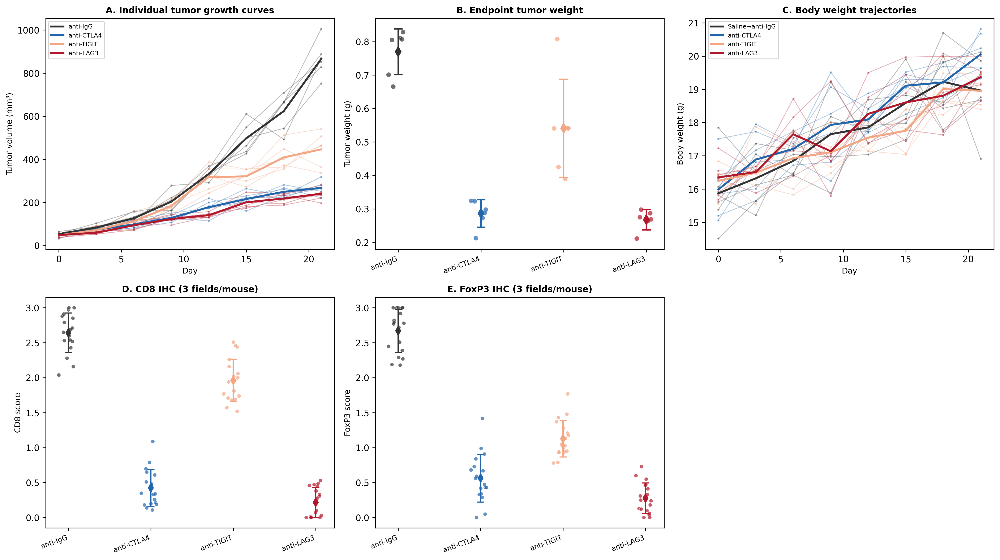 A. Individual tumor growth curves
anti-IgG
anti-CTLA4
anti-TIGIT
anti-LAG3
Tumor volume (mm³)
1000
800
600
400
200
0
0 5 10 15 20
Day
B. Endpoint tumor weight
Tumor weight (g)
0.8
0.7
0.6
0.5
0.4
0.3
0.2
anti-IgG anti-CTLA4 anti-TIGIT anti-LAG3
C. Body weight trajectories
Saline→anti-IgG
anti-CTLA4
anti-TIGIT
anti-LAG3
Body weight (g)
21
20
19
18
17
16
15
0 5 10 15 20
Day
D. CD8 IHC (3 fields/mouse)
CD8 score
3.0
2.5
2.0
1.5
1.0
0.5
0.0
anti-IgG anti-CTLA4 anti-TIGIT anti-LAG3
E. FoxP3 IHC (3 fields/mouse)
FoxP3 score
3.0
2.5
2.0
1.5
1.0
0.5
0.0
anti-IgG anti-CTLA4 anti-TIGIT anti-LAG3